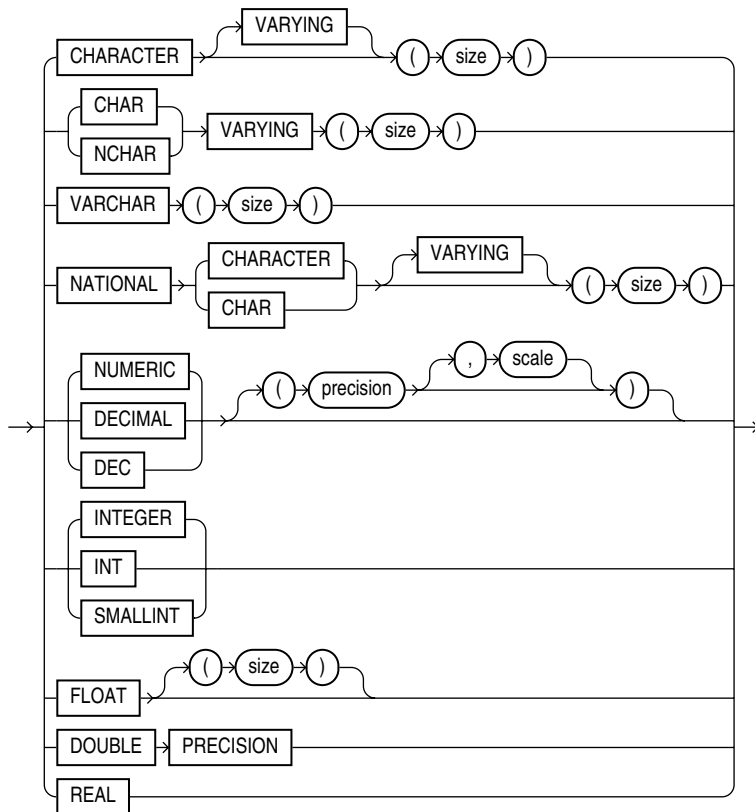 VARYING
CHARACTER ( size )
CHAR
VARYING ( size )
NCHAR
VARCHAR ( size )
CHARACTER VARYING
NATIONAL ( size )
CHAR
NUMERIC , scale
( precision )
DECIMAL
DEC
INTEGER
INT
SMALLINT
( size )
FLOAT
DOUBLE PRECISION
REAL